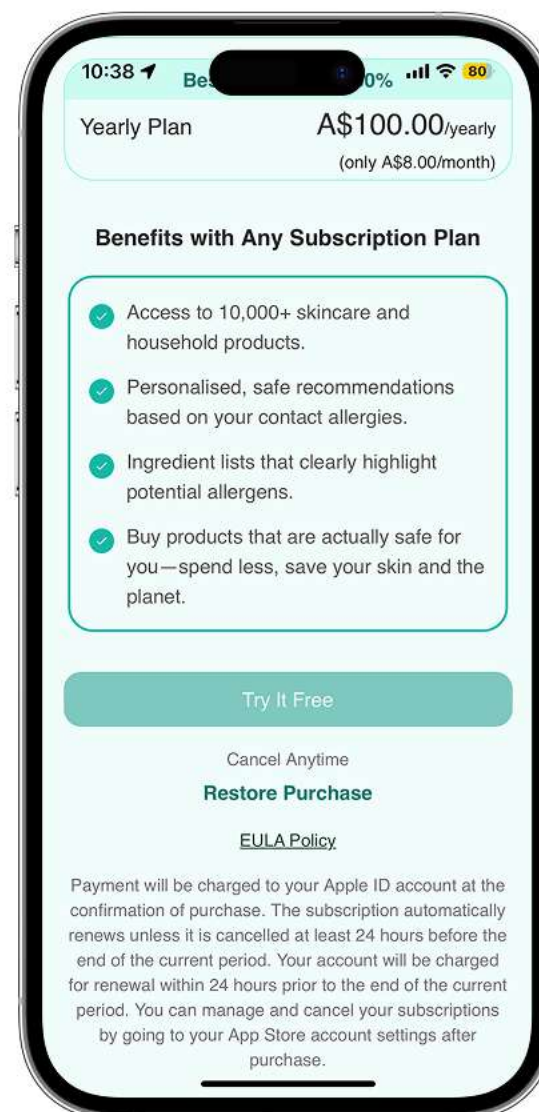 10:38
80
0%
Yearly Plan
A$100.00/yearly
(only A$8.00/month)
Benefits with Any Subscription Plan
Access to 10,000+ skincare and
household products.
Personalised, safe recommendations
based on your contact allergies.
Ingredient lists that clearly highlight
potential allergens.
Buy products that are actually safe for
you—spend less, save your skin and the
planet.
Try It Free
Cancel Anytime
Restore Purchase
EULA Policy
Payment will be charged to your Apple ID account at the
confirmation of purchase. The subscription automatically
renews unless it is cancelled at least 24 hours before the
end of the current period. Your account will be charged
for renewal within 24 hours prior to the end of the current
period. You can manage and cancel your subscriptions
by going to your App Store account settings after
purchase.